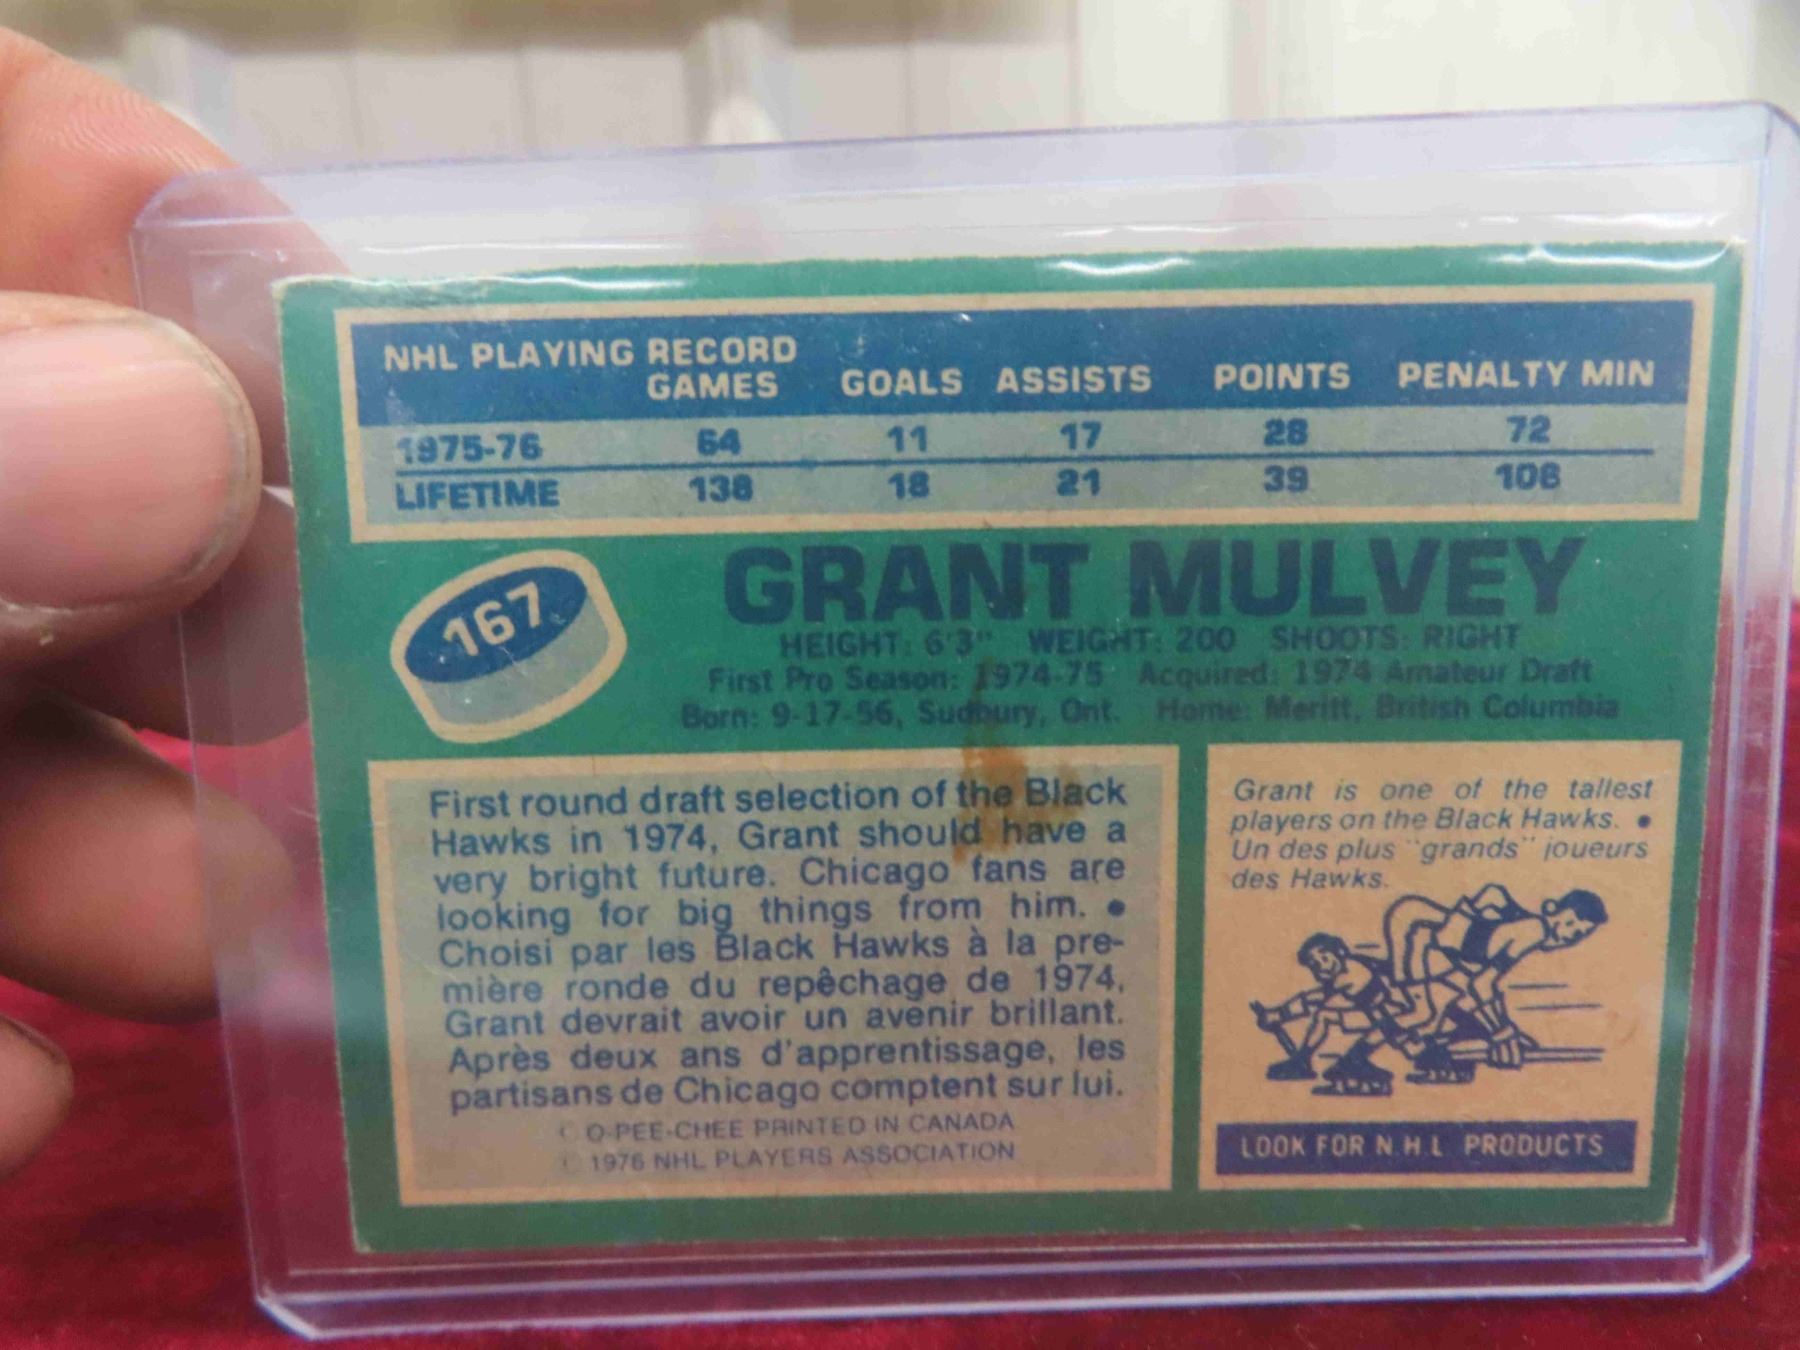 NHL PLAYING RECORD
GAMES GOALS ASSISTS POINTS PENALTY MIN
1975-76 64 11 17 28 72
LIFETIME 138 18 21 39 108
167
GRANT MULVEY
HEIGHT: 6'3" WEIGHT: 200 SHOOTS: RIGHT
First Pro Season: 1974-75 Acquired: 1974 Amateur Draft
Born: 9-17-56, Sudbury, Ont. Home: Meritt, British Columbia
First round draft selection of the Black
Hawks in 1974, Grant should have a
very bright future. Chicago fans are
looking for big things from him. •
Choisi par les Black Hawks à la pre-
mière ronde du repêchage de 1974,
Grant devrait avoir un avenir brillant.
Après deux ans d'apprentissage, les
partisans de Chicago comptent sur lui.
© O-PEE-CHEE PRINTED IN CANADA
© 1976 NHL PLAYERS ASSOCIATION
Grant is one of the tallest
players on the Black Hawks. •
Un des plus "grands" joueurs
des Hawks.
LOOK FOR N H L PRODUCTS